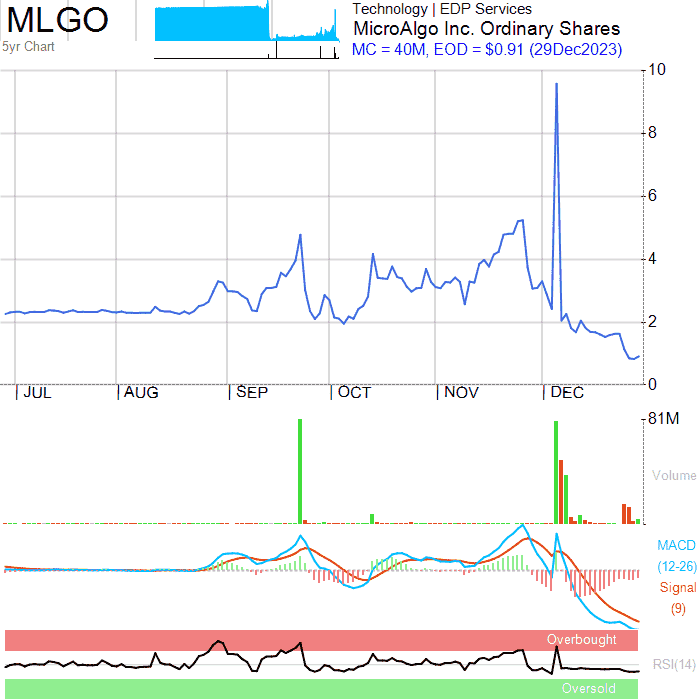 MLGO
5yr Chart
Technology | EDP Services
MicroAlgo Inc. Ordinary Shares
MC = 40M, EOD = $0.91 (29Dec2023)
10
8
6
4
2
0
JUL AUG SEP OCT NOV DEC
81M
Volume
MACD
(12-26)
Signal
(9)
Overbought
RSI(14)
Oversold